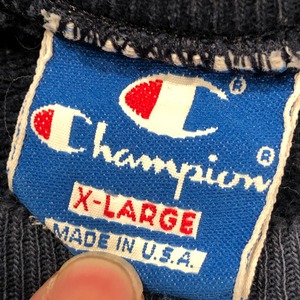 ®
Champion®
X-LARGE
MADE IN U.S.A.